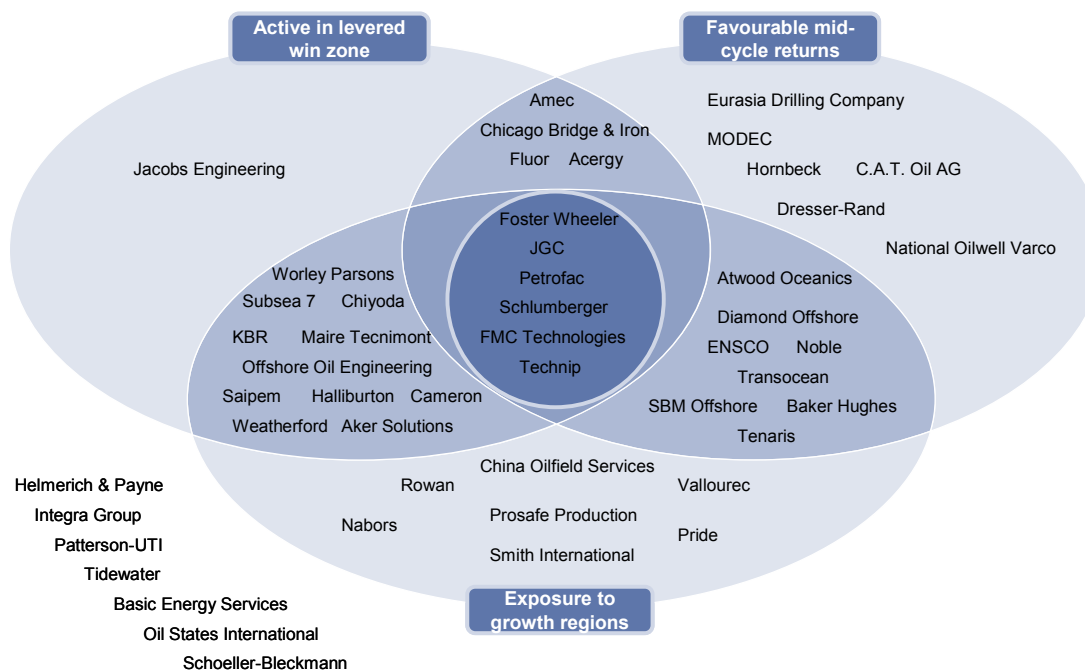 Active in levered
win zone
Favourable mid-
cycle returns
Amec
Chicago Bridge & Iron
Fluor Acergy
Eurasia Drilling Company
MODEC
Hornbeck C.A.T. Oil AG
Dresser-Rand
National Oilwell Varco
Jacobs Engineering
Foster Wheeler
JGC
Petrofac
Schlumberger
FMC Technologies
Technip
Worley Parsons
Subsea 7 Chiyoda
KBR Maire Tecnimont
Offshore Oil Engineering
Saipem Halliburton Cameron
Weatherford Aker Solutions
Atwood Oceanics
Diamond Offshore
ENSCO Noble
Transocean
SBM Offshore Baker Hughes
Tenaris
China Oilfield Services
Rowan
Vallourec
Nabors
Prosafe Production
Pride
Smith International
Helmerich & Payne
Integra Group
Patterson-UTI
Tidewater
Basic Energy Services
Oil States International
Schoeller-Bleckmann
Exposure to
growth regions